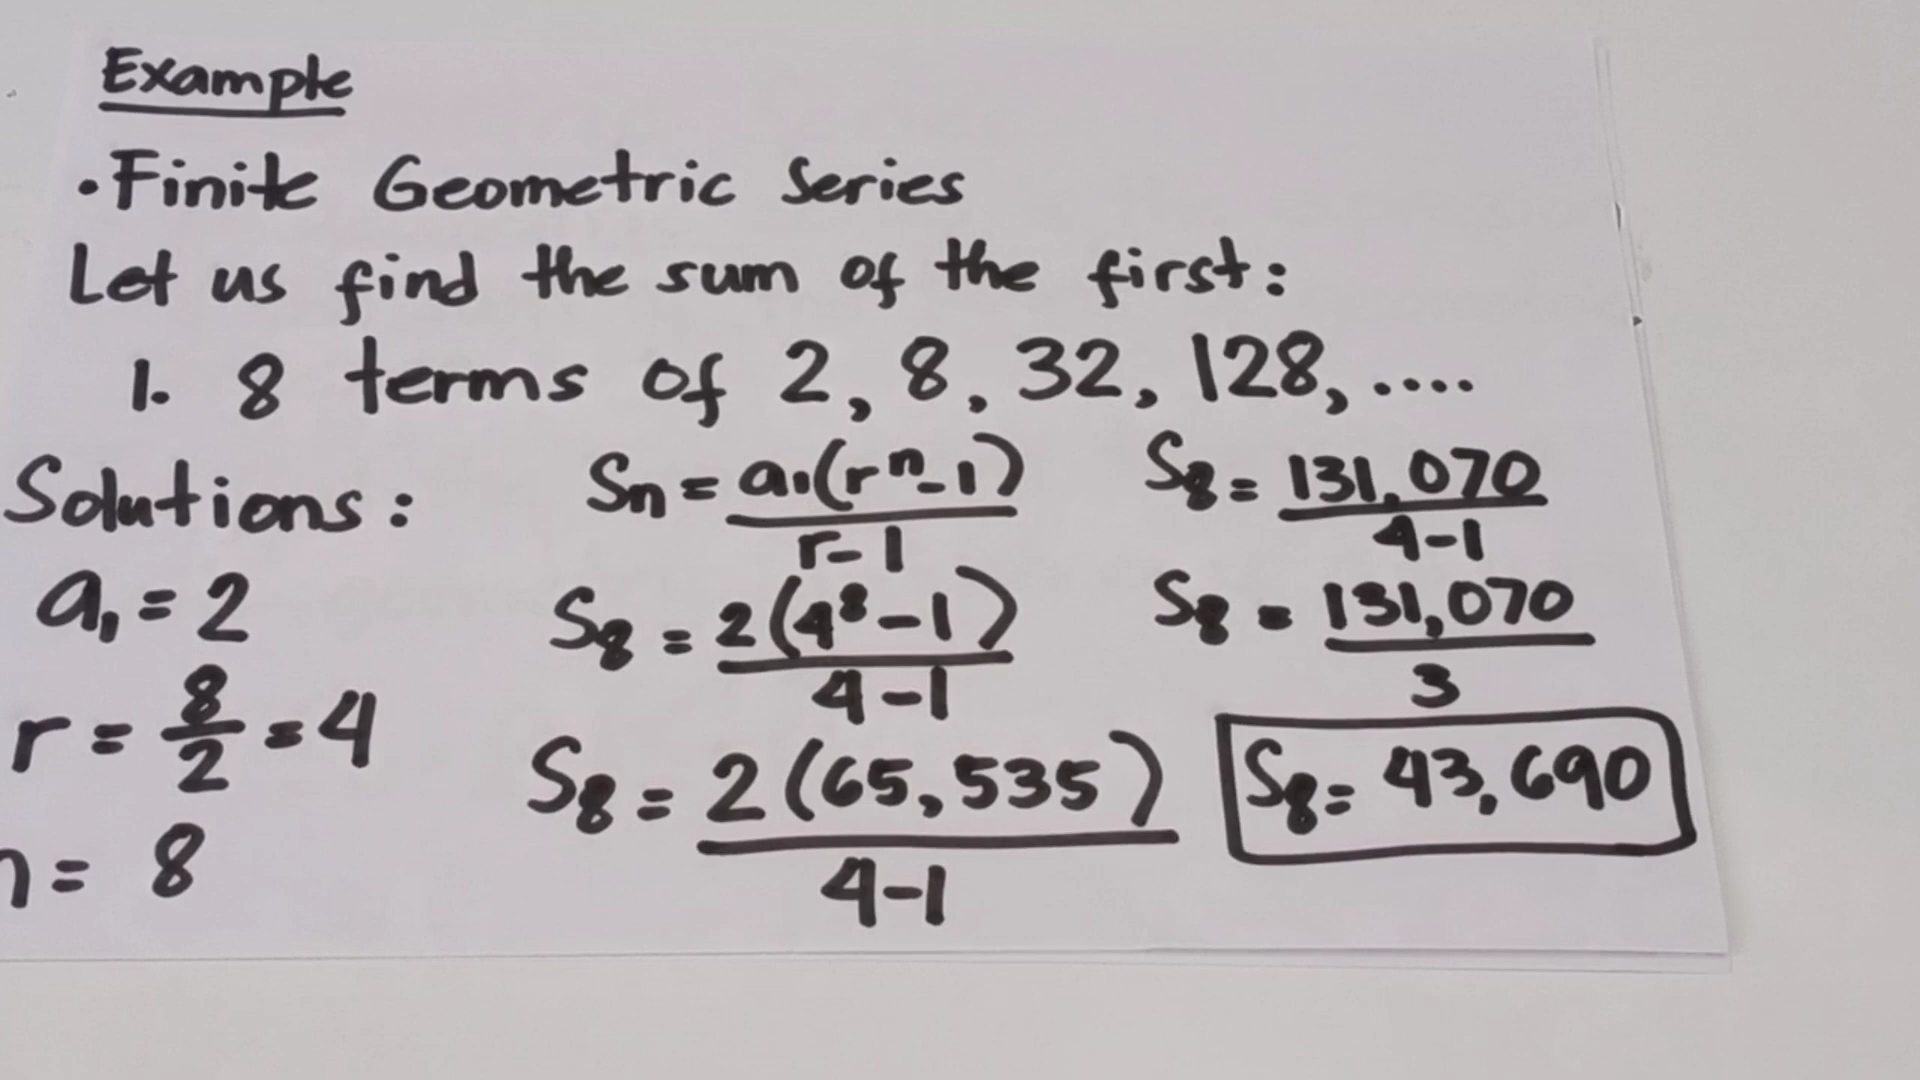 Example
• Finite Geometric Series
Let us find the sum of the first:
1. 8 terms of 2, 8, 32, 128, ....
Solutions:
a₁ = 2
r = 8/2 = 4
n = 8
Sn = a₁(rⁿ - 1) / r - 1
S₈ = 2(4⁸ - 1) / 4 - 1
S₈ = 2(65,535) / 4 - 1
S₈ = 131,070 / 4 - 1
S₈ = 131,070 / 3
S₈ = 43,690